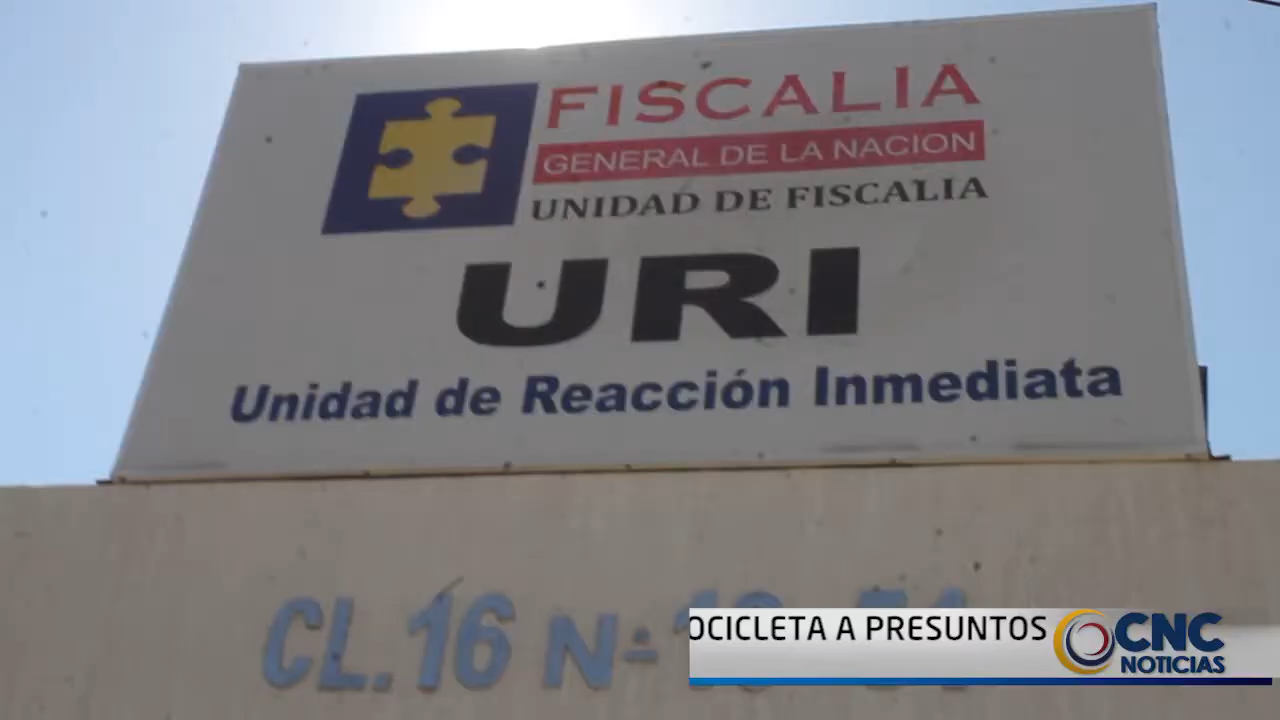 FISCALIA
GENERAL DE LA NACION
UNIDAD DE FISCALIA
URI
Unidad de Reacción Inmediata
CL.16 N-
OCICLETA A PRESUNTOS
CNC
NOTICIAS